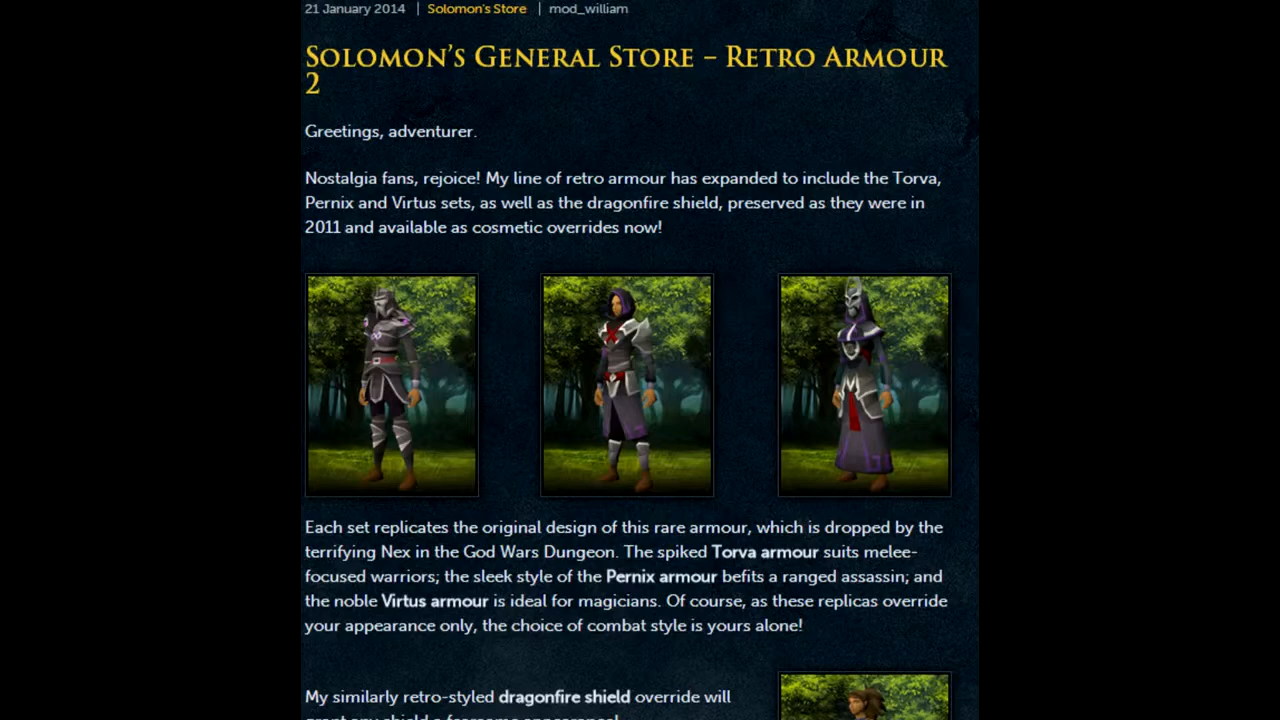 21 January 2014 | Solomon's Store | mod_william
Solomon's General Store – Retro Armour
2
Greetings, adventurer.
Nostalgia fans, rejoice! My line of retro armour has expanded to include the Torva,
Pernix and Virtus sets, as well as the dragonfire shield, preserved as they were in
2011 and available as cosmetic overrides now!
Each set replicates the original design of this rare armour, which is dropped by the
terrifying Nex in the God Wars Dungeon. The spiked Torva armour suits melee-
focused warriors; the sleek style of the Pernix armour befits a ranged assassin; and
the noble Virtus armour is ideal for magicians. Of course, as these replicas override
your appearance only, the choice of combat style is yours alone!
My similarly retro-styled dragonfire shield override will